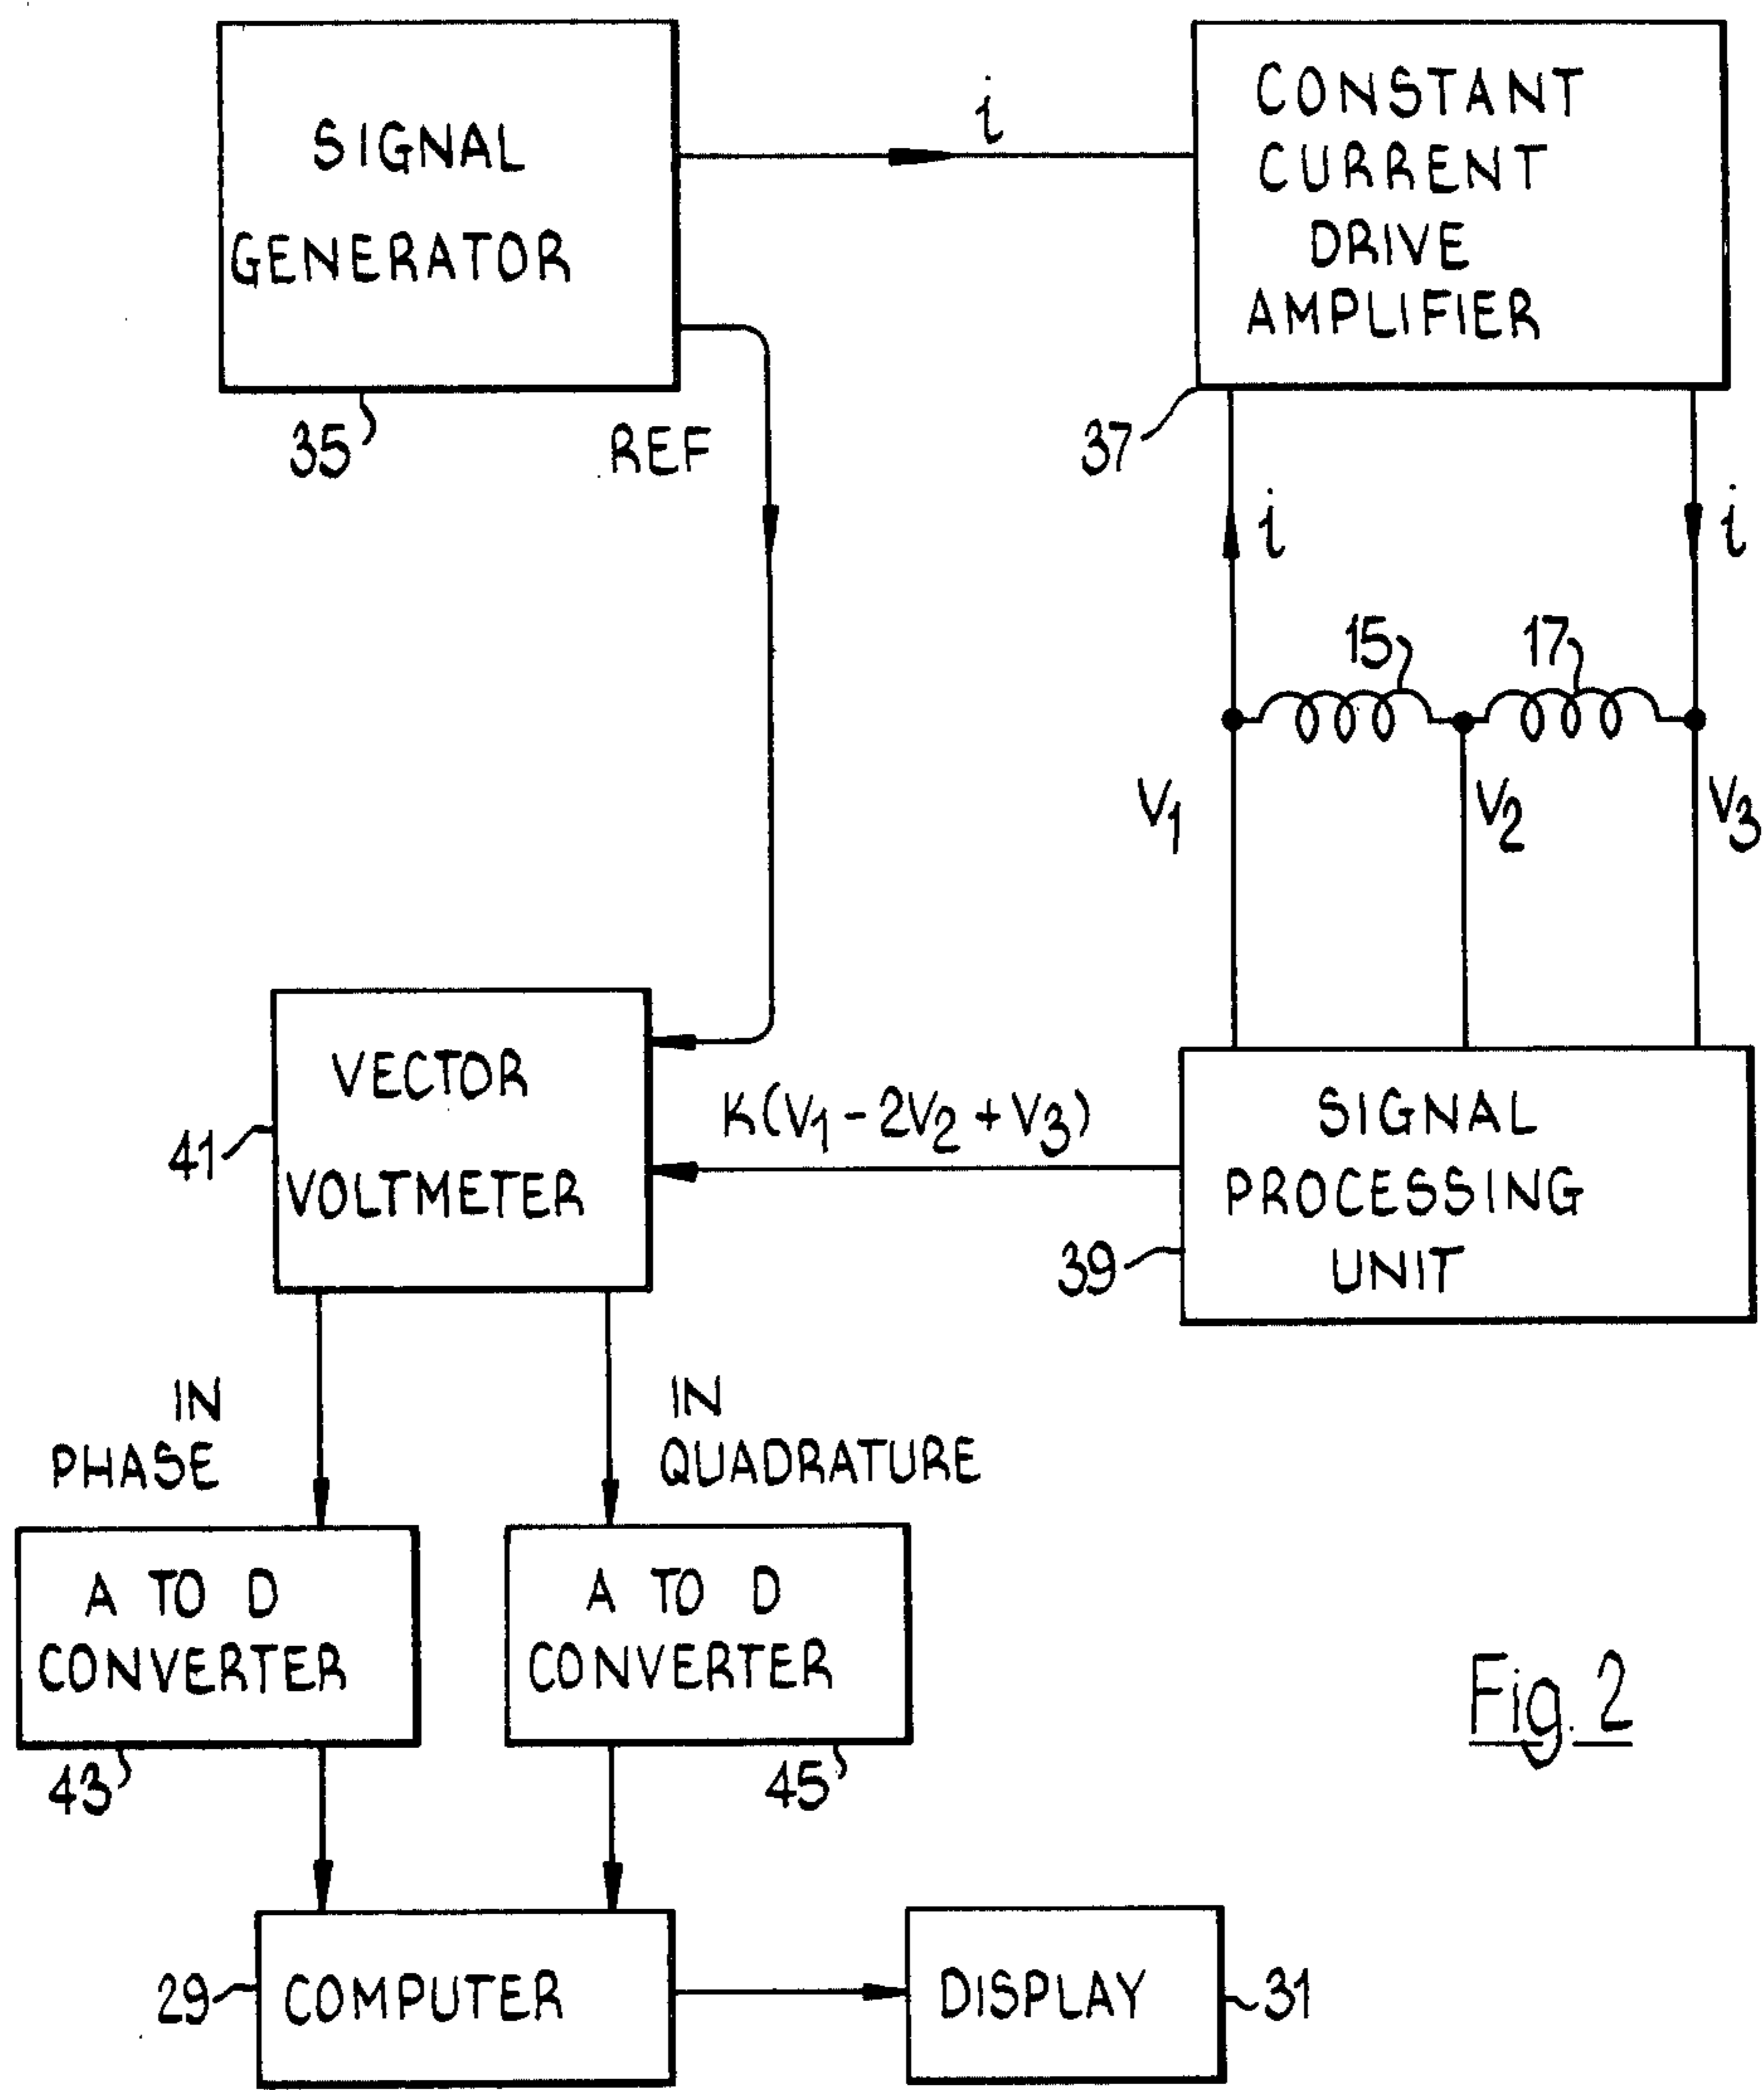 SIGNAL
GENERATOR
35
REF
i
CONSTANT
CURRENT
DRIVE
AMPLIFIER
37
i
i
15
17
V1
V2
V3
VECTOR
VOLTMETER
41
K(V1 - 2V2 + V3)
SIGNAL
PROCESSING
UNIT
39
IN
PHASE
IN
QUADRATURE
A TO D
CONVERTER
43
A TO D
CONVERTER
45
29
COMPUTER
DISPLAY
31
Fig. 2